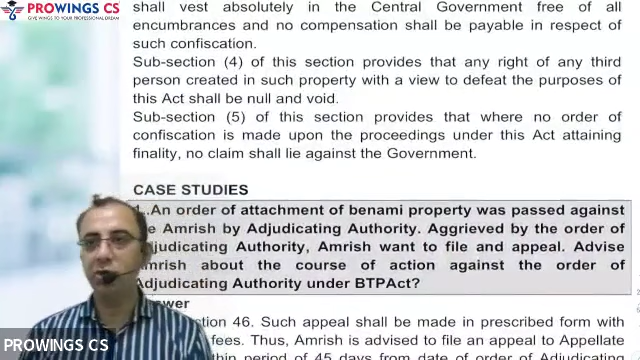 PROWINGS CS
GIVE WINGS TO YOUR PROFESSIONAL DREAM
shall vest absolutely in the Central Government free of all
encumbrances and no compensation shall be payable in respect of
such confiscation.
Sub-section (4) of this section provides that any right of any third
person created in such property with a view to defeat the purposes of
this Act shall be null and void.
Sub-section (5) of this section provides that where no order of
confiscation is made upon the proceedings under this Act attaining
finality, no claim shall lie against the Government.
CASE STUDIES
1..An order of attachment of benami property was passed against
Amrish by Adjudicating Authority. Aggrieved by the order of
Adjudicating Authority, Amrish want to file and appeal. Advise
Amrish about the course of action against the order of
Adjudicating Authority under BTPAct?
46. Such appeal shall be made in prescribed form with
fees. Thus, Amrish is advised to file an appeal to Appellate
period of 45 days from date of order of Adjudicating
PROWINGS CS